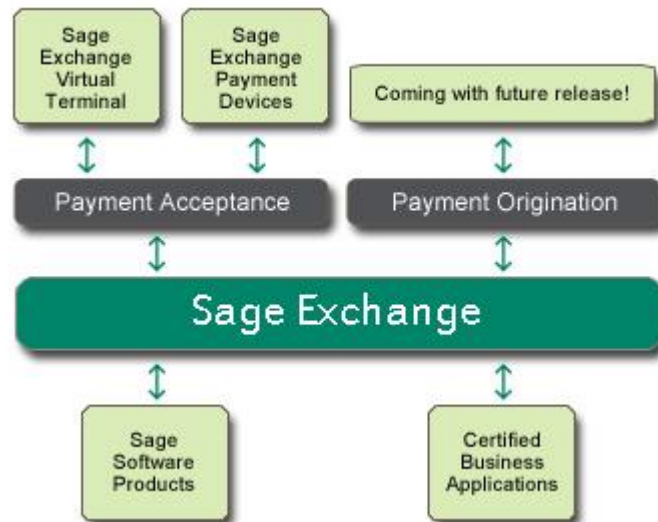 Sage
Exchange
Virtual
Terminal
Sage
Exchange
Payment
Devices
Coming with future release!
Payment Acceptance
Payment Origination
Sage Exchange
Sage
Software
Products
Certified
Business
Applications